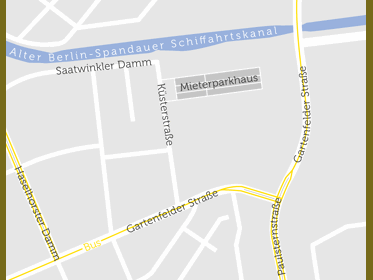 Alter Berlin-Spandauer Schiffahrtskanal
Saatwinkler Damm
Mieterparkhaus
Küsterstraße
Gartenfelder Straße
Haselhorster Damm
Gartenfelder Straße
Bus
Paulsternstraße